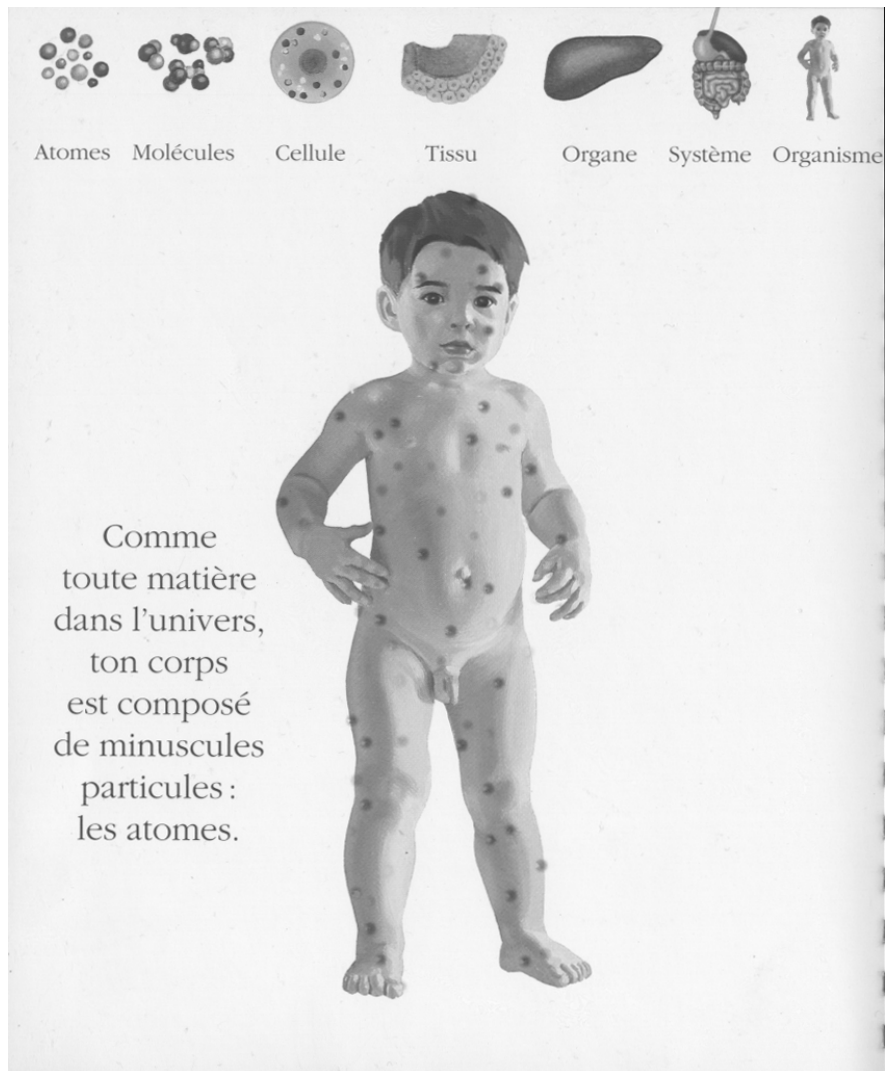 Atomes Molécules Cellule Tissu Organe Système Organisme
Comme
toute matière
dans l'univers,
ton corps
est composé
de minuscules
particules :
les atomes.